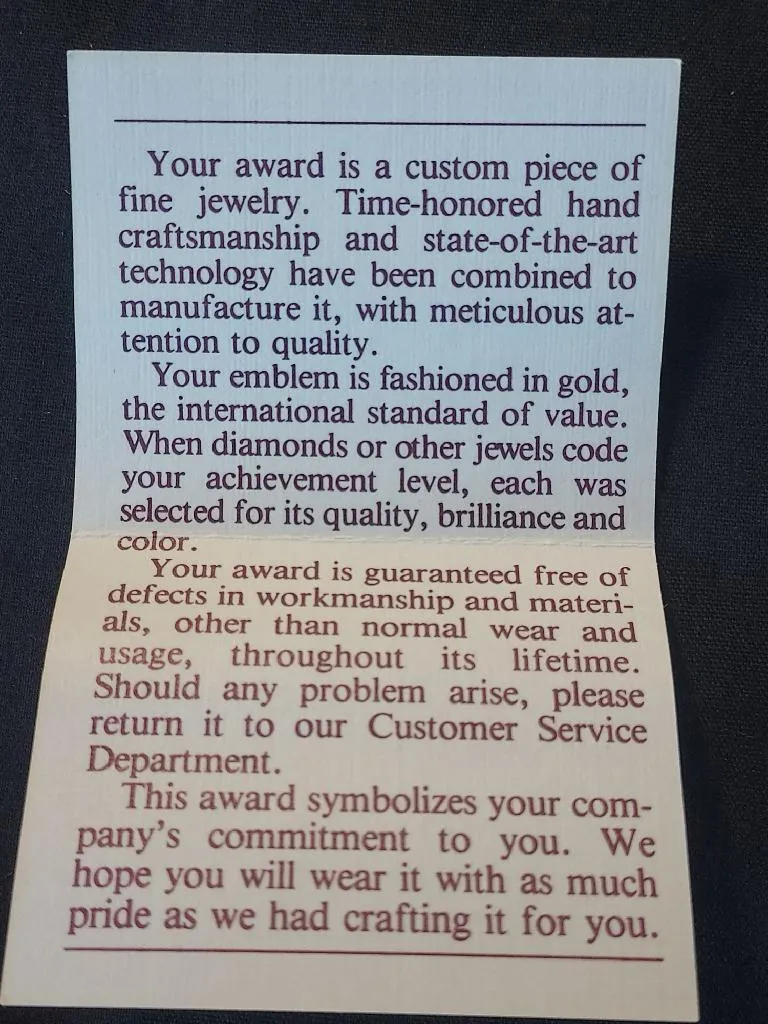 Your award is a custom piece of
fine jewelry. Time-honored hand
craftsmanship and state-of-the-art
technology have been combined to
manufacture it, with meticulous at-
tention to quality.
Your emblem is fashioned in gold,
the international standard of value.
When diamonds or other jewels code
your achievement level, each was
selected for its quality, brilliance and
color.
Your award is guaranteed free of
defects in workmanship and materi-
als, other than normal wear and
usage, throughout its lifetime.
Should any problem arise, please
return it to our Customer Service
Department.
This award symbolizes your com-
pany's commitment to you. We
hope you will wear it with as much
pride as we had crafting it for you.